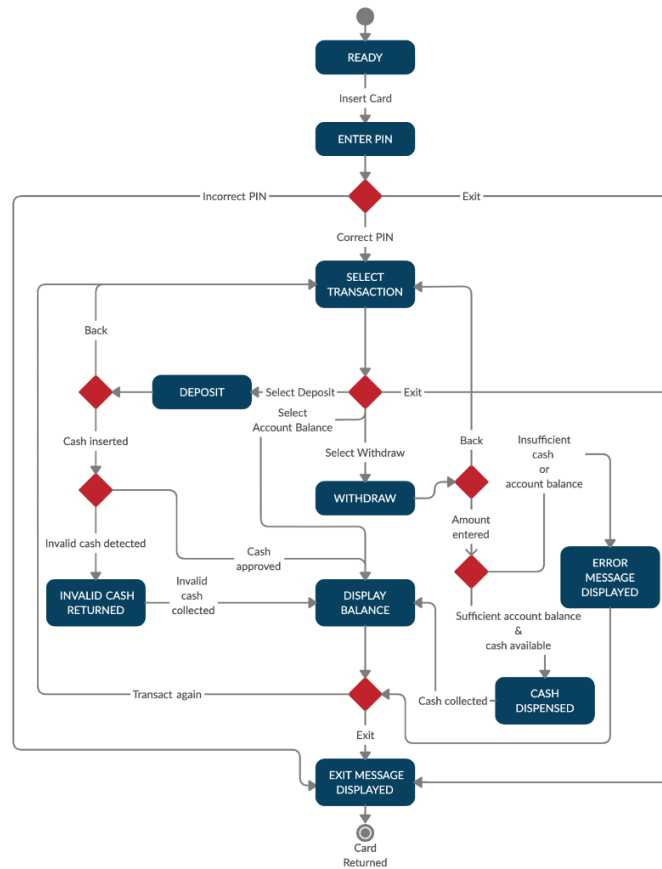 READY
Insert Card
ENTER PIN
Incorrect PIN
Exit
Correct PIN
SELECT
TRANSACTION
Back
DEPOSIT
Select Deposit
Exit
Select
Account Balance
Cash inserted
Select Withdraw
Back
Insufficient
cash
or
account balance
WITHDRAW
Amount
entered
Invalid cash detected
Cash
approved
ERROR
MESSAGE
DISPLAYED
INVALID CASH
RETURNED
Invalid
cash
collected
DISPLAY
BALANCE
Sufficient account balance
&
cash available
Transact again
Cash collected
CASH
DISPENSED
Exit
EXIT MESSAGE
DISPLAYED
Card
Returned